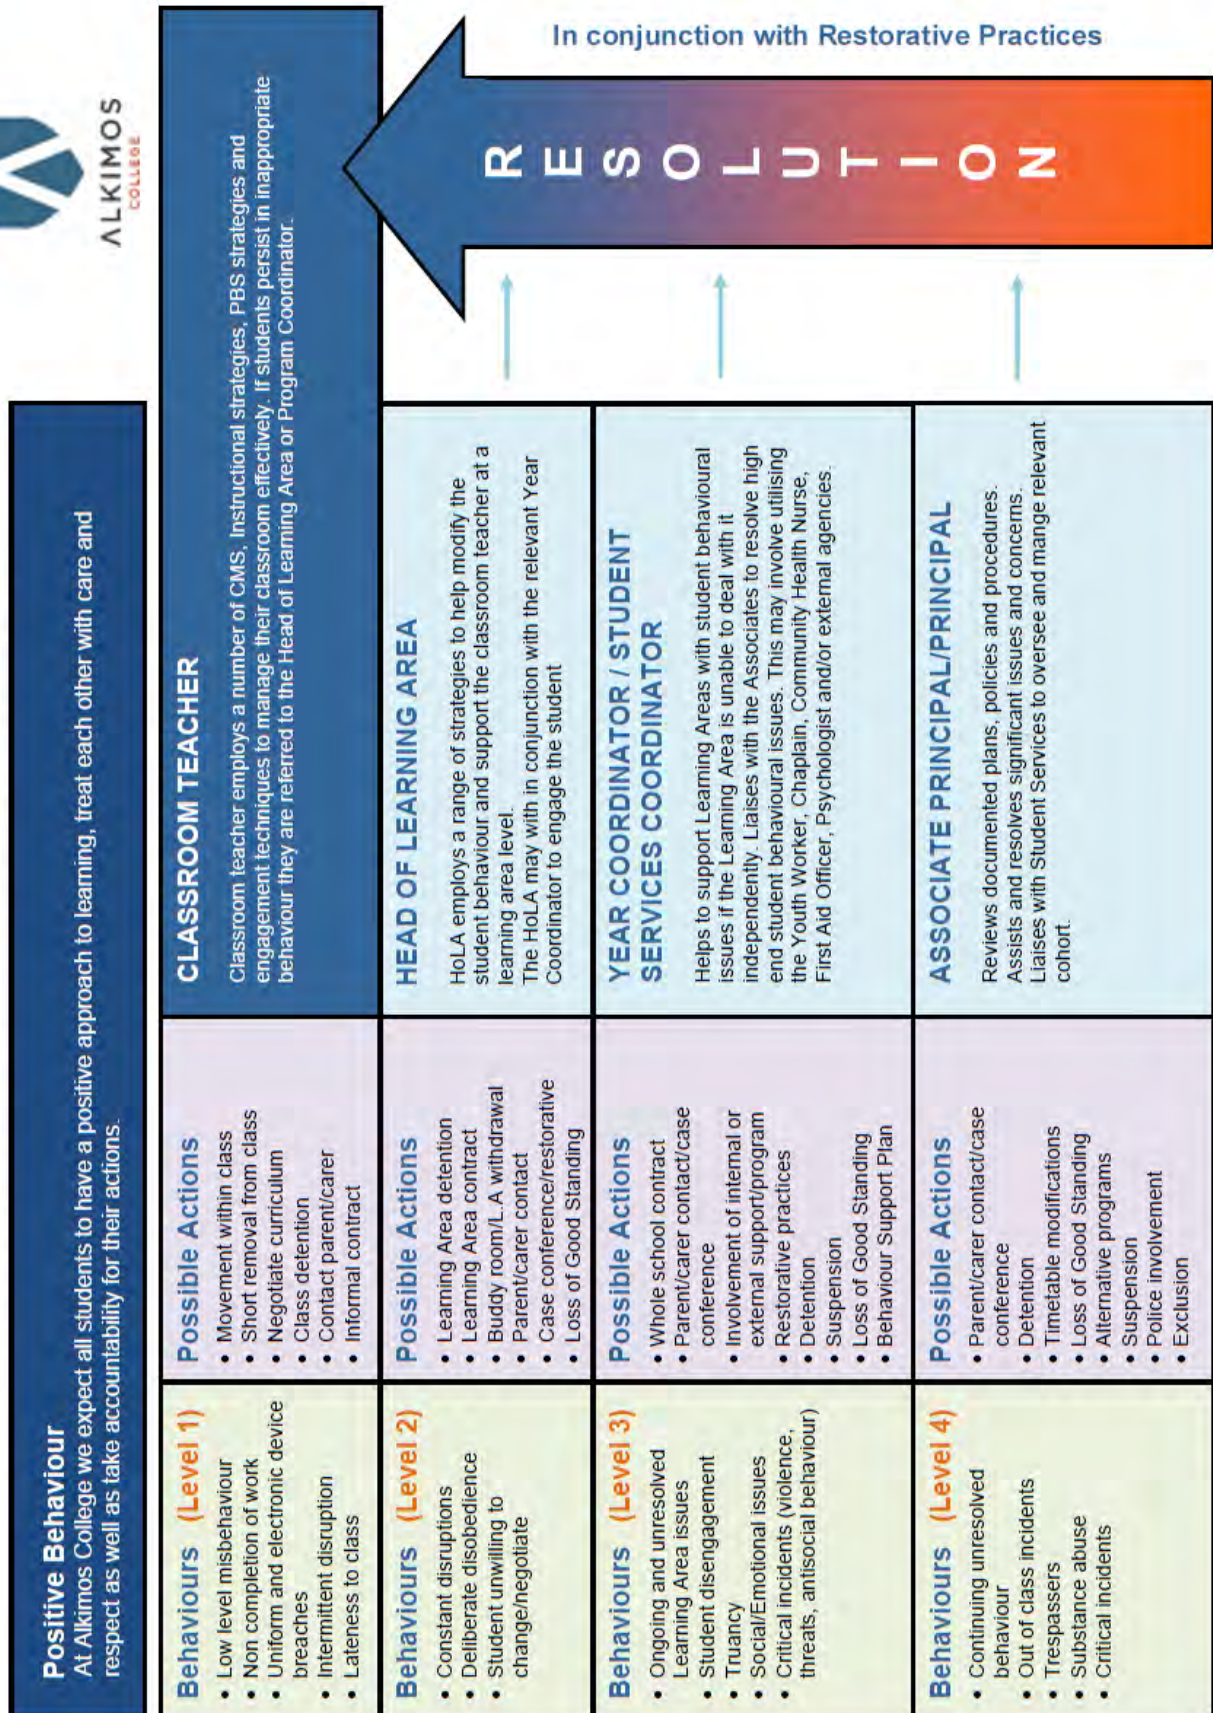 ALKIMOS
COLLEGE
Positive Behaviour
At Alkimos College we expect all students to have a positive approach to learning, treat each other with care and
respect as well as take accountability for their actions.
Behaviours (Level 1)
• Low level misbehaviour
• Non completion of work
• Uniform and electronic device
breaches
• Intermittent disruption
• Lateness to class
Possible Actions
• Movement within class
• Short removal from class
• Negotiate curriculum
• Class detention
• Contact parent/carer
• Informal contract
CLASSROOM TEACHER
Classroom teacher employs a number of CMS, Instructional strategies, PBS strategies and
engagement techniques to manage their classroom effectively. If students persist in inappropriate
behaviour they are referred to the Head of Learning Area or Program Coordinator.
Behaviours (Level 2)
• Constant disruptions
• Deliberate disobedience
• Student unwilling to
change/negotiate
Possible Actions
• Learning Area detention
• Learning Area contract
• Buddy room/L.A withdrawal
• Parent/carer contact
• Case conference/restorative
• Loss of Good Standing
HEAD OF LEARNING AREA
HoLA employs a range of strategies to help modify the
student behaviour and support the classroom teacher at a
learning area level.
The HoLA may with in conjunction with the relevant Year
Coordinator to engage the student
Behaviours (Level 3)
• Ongoing and unresolved
Learning Area issues
• Student disengagement
• Truancy
• Social/Emotional issues
• Critical incidents (violence,
threats, antisocial behaviour)
Possible Actions
• Whole school contract
• Parent/carer contact/case
conference
• Involvement of internal or
external support/program
• Restorative practices
• Detention
• Suspension
• Loss of Good Standing
• Behaviour Support Plan
YEAR COORDINATOR / STUDENT
SERVICES COORDINATOR
Helps to support Learning Areas with student behavioural
issues if the Learning Area is unable to deal with it
independently. Liaises with the Associates to resolve high
end student behavioural issues. This may involve utilising
the Youth Worker, Chaplain, Community Health Nurse,
First Aid Officer, Psychologist and/or external agencies.
Behaviours (Level 4)
• Continuing unresolved
behaviour
• Out of class incidents
• Trespassers
• Substance abuse
• Critical incidents
Possible Actions
• Parent/carer contact/case
conference
• Detention
• Timetable modifications
• Loss of Good Standing
• Alternative programs
• Suspension
• Police involvement
• Exclusion
ASSOCIATE PRINCIPAL/PRINCIPAL
Reviews documented plans, policies and procedures.
Assists and resolves significant issues and concerns.
Liaises with Student Services to oversee and mange relevant
cohort.
RESOLUTION
In conjunction with Restorative Practices